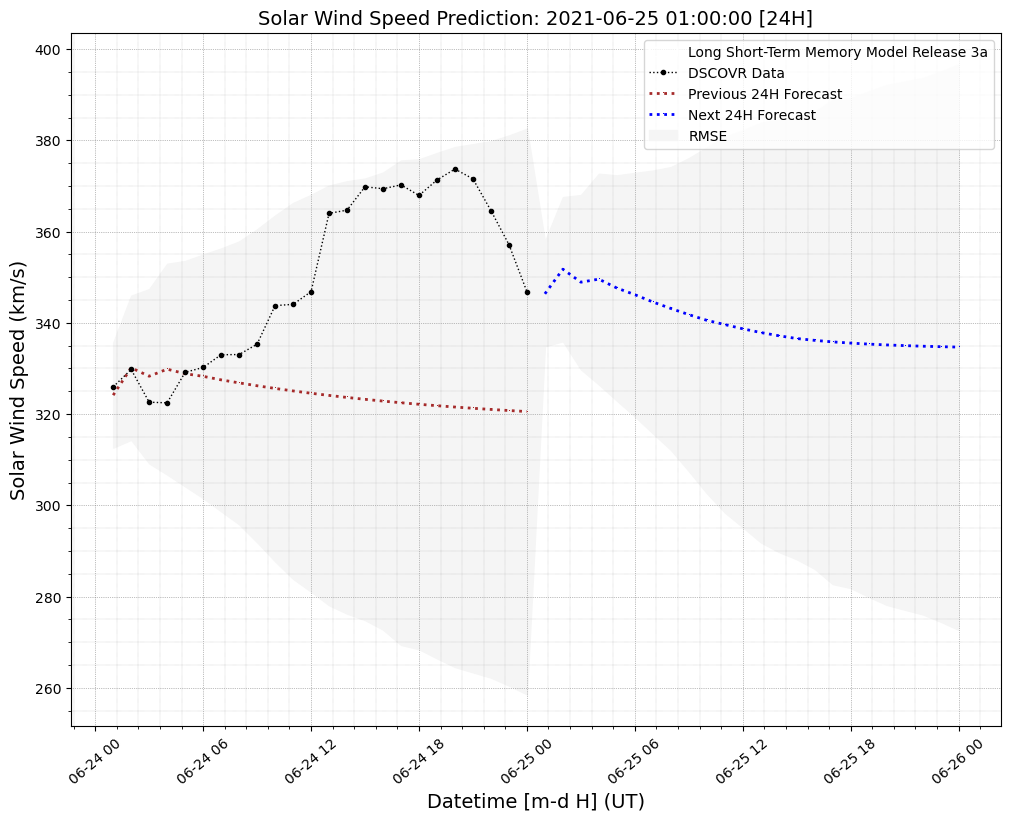 Solar Wind Speed Prediction: 2021-06-25 01:00:00 [24H]
Long Short-Term Memory Model Release 3a
DSCOVR Data
Previous 24H Forecast
Next 24H Forecast
RMSE
Solar Wind Speed (km/s)
400
380
360
340
320
300
280
260
06-24 00
06-24 06
06-24 12
06-24 18
06-25 00
06-25 06
06-25 12
06-25 18
06-26 00
Datetime [m-d H] (UT)